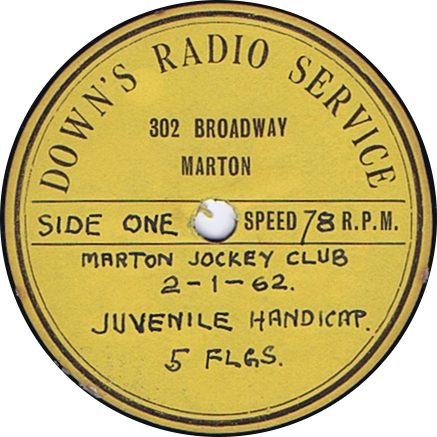 DOWN'S RADIO SERVICE
302 BROADWAY
MARTON
SIDE ONE SPEED 78 R.P.M.
MARTON JOCKEY CLUB
2-1-62.
JUVENILE HANDICAP.
5 FLGS.